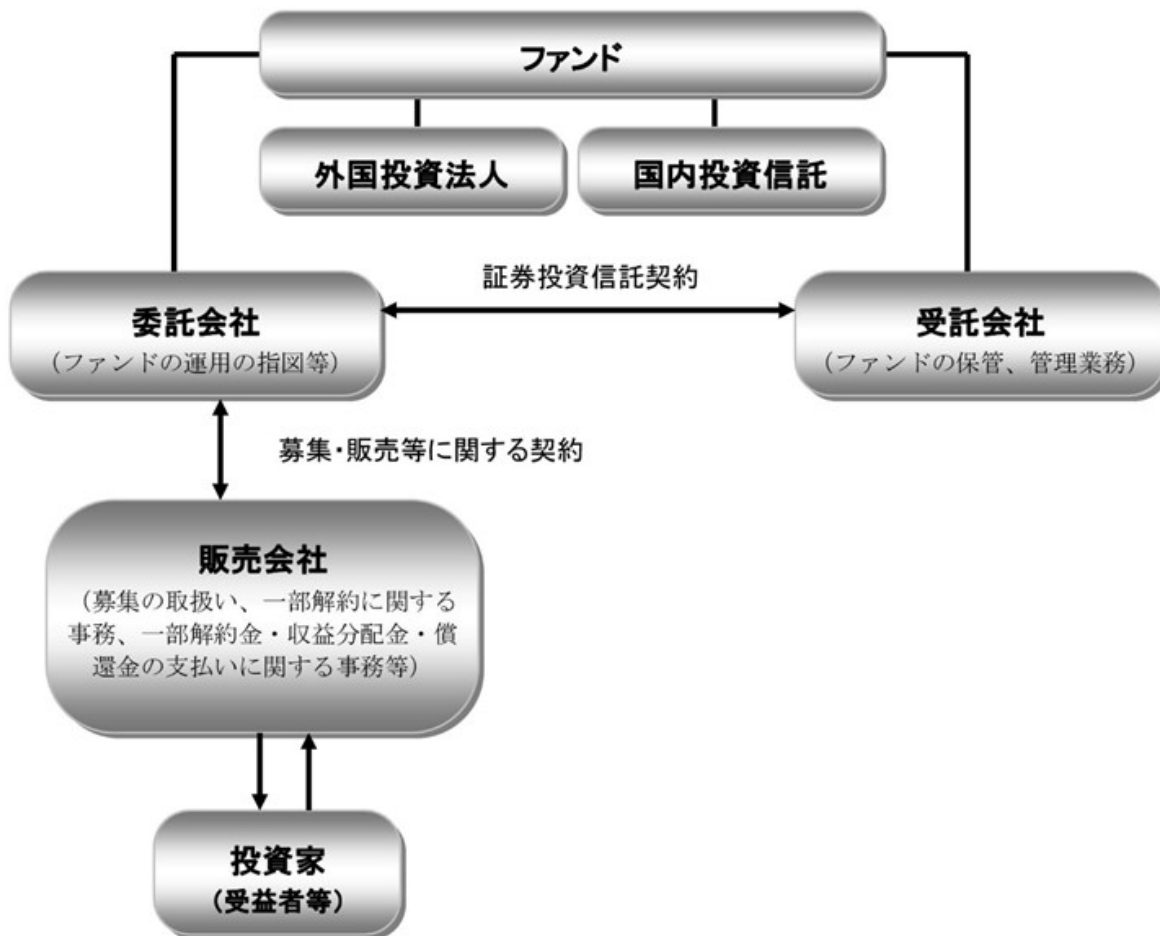 ファンド
外国投資法人
国内投資信託
証券投資信託契約
委託会社
（ファンドの運用の指図等）
受託会社
（ファンドの保管、管理業務）
募集・販売等に関する契約
販売会社
（募集の取扱い、一部解約に関する
事務、一部解約金・収益分配金・償
還金の支払いに関する事務等）
投資家
（受益者等）